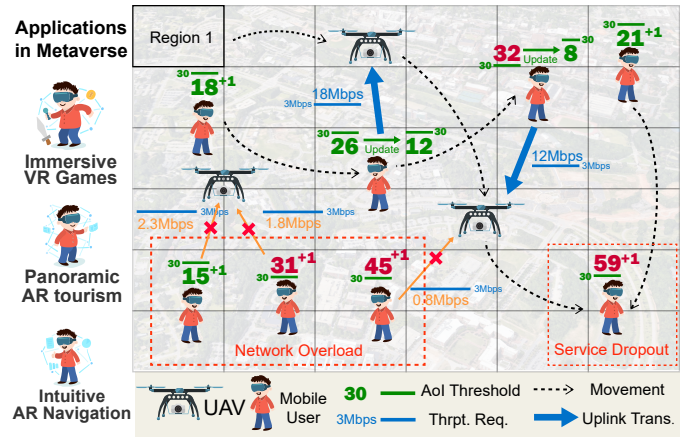 Applications
in Metaverse
Immersive
VR Games
Panoramic
AR tourism
Intuitive
AR Navigation
Region 1
30
18+1
18Mbps
3Mbps
30
26
Update
12
30
32
30
Update
8
30
30
21+1
12Mbps
3Mbps
3Mbps
2.3Mbps
3Mbps
1.8Mbps
30
15+1
31+1
30
45+1
30
3Mbps
0.8Mbps
59+1
30
Network Overload
Service Dropout
UAV
Mobile
User
30
AoI Threshold
3Mbps
Thrpt. Req.
Movement
Uplink Trans.